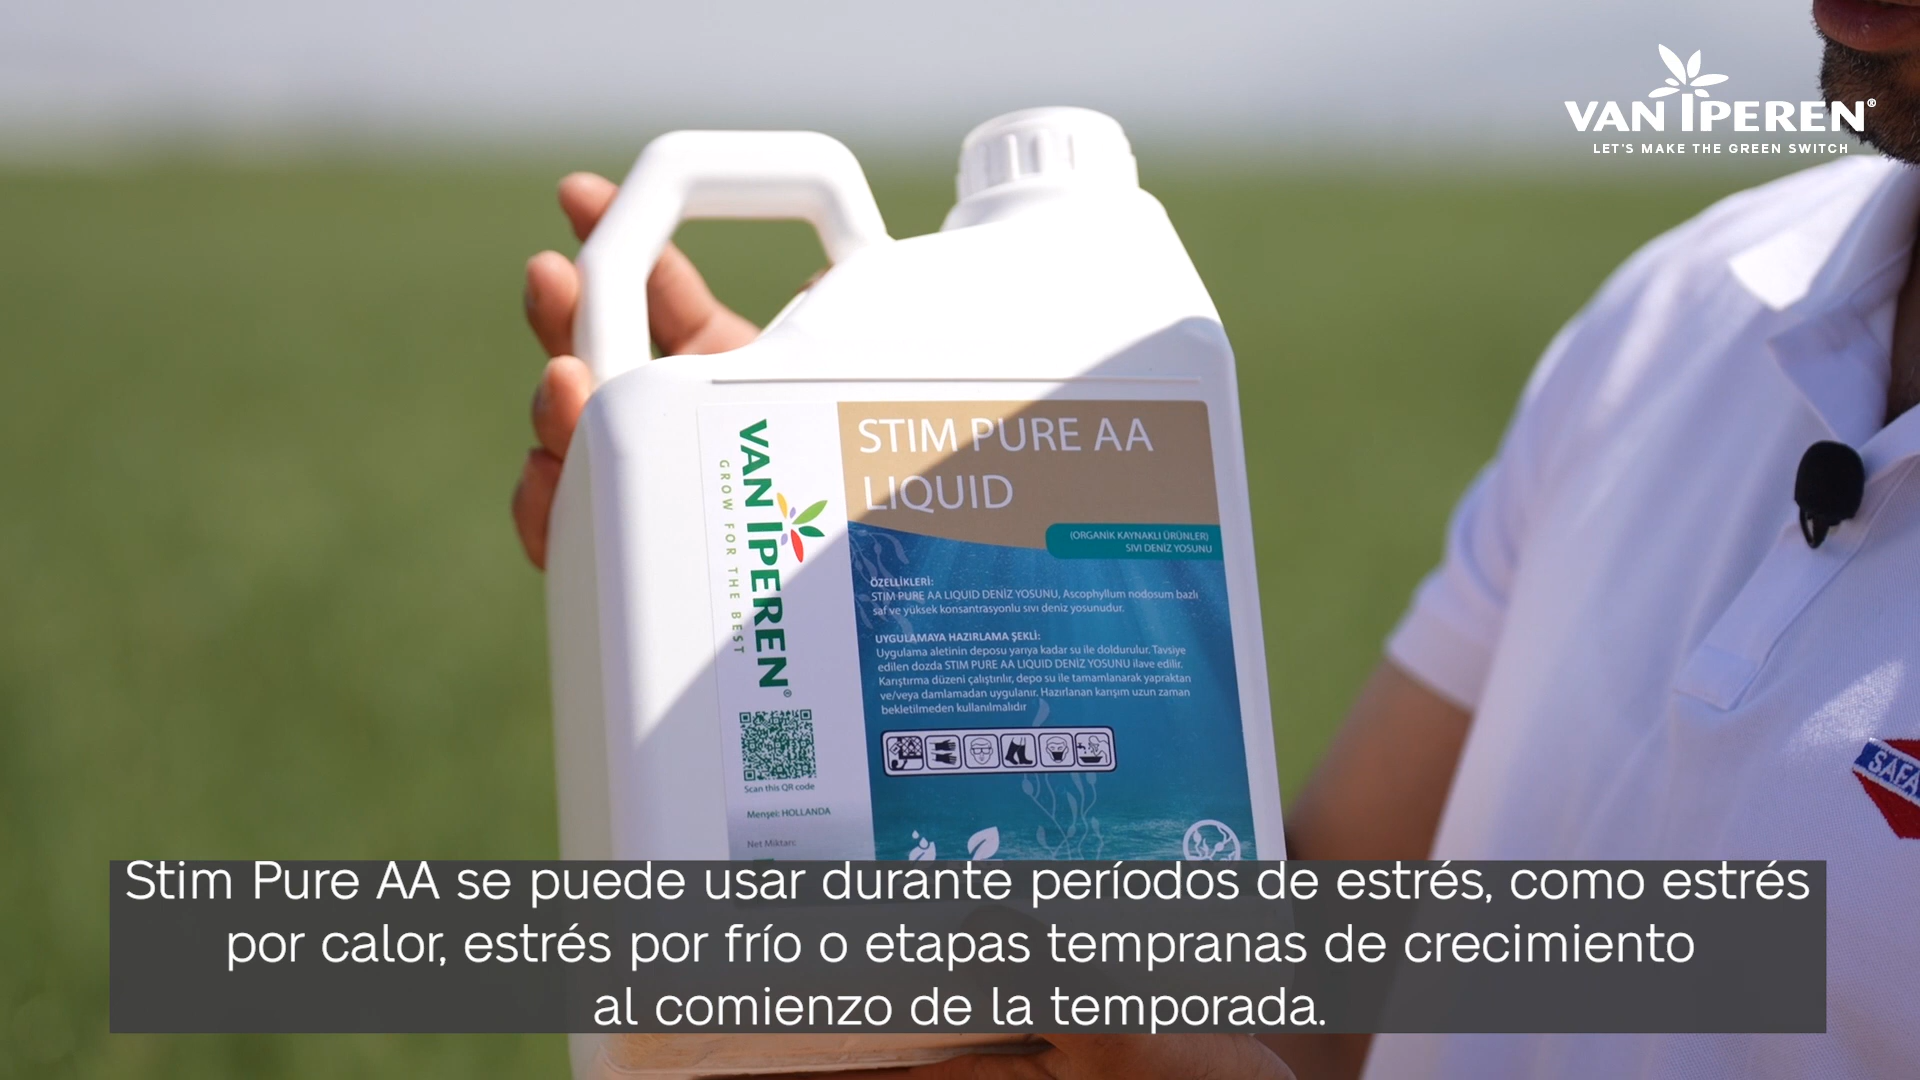 VAN IPEREN®
LET'S MAKE THE GREEN SWITCH
STIM PURE AA
LIQUID
(ORGANİK KAYNAKLI ÜRÜNLER)
SIVI DENİZ YOSUNU
VAN IPEREN®
GROW FOR THE BEST
ÖZELLİKLERİ:
STIM PURE AA LIQUID DENİZ YOSUNU, Ascophyllum nodosum bazlı
saf ve yüksek konsantrasyonlu sıvı deniz yosunudur.
UYGULAMAYA HAZIRLAMA ŞEKLİ:
Uygulama aletinin deposu yarıya kadar su ile doldurulur. Tavsiye
edilen dozda STIM PURE AA LIQUID DENİZ YOSUNU ilave edilir.
Karıştırma düzeni çalıştırılır, depo su ile tamamlanarak yapraktan
ve/veya damlamadan uygulanır. Hazırlanan karışım uzun zaman
bekletilmeden kullanılmalıdır
Scan this QR code
Menşei: HOLLANDA
Net Miktarı:
SAFA
Stim Pure AA se puede usar durante períodos de estrés, como estrés
por calor, estrés por frío o etapas tempranas de crecimiento
al comienzo de la temporada.